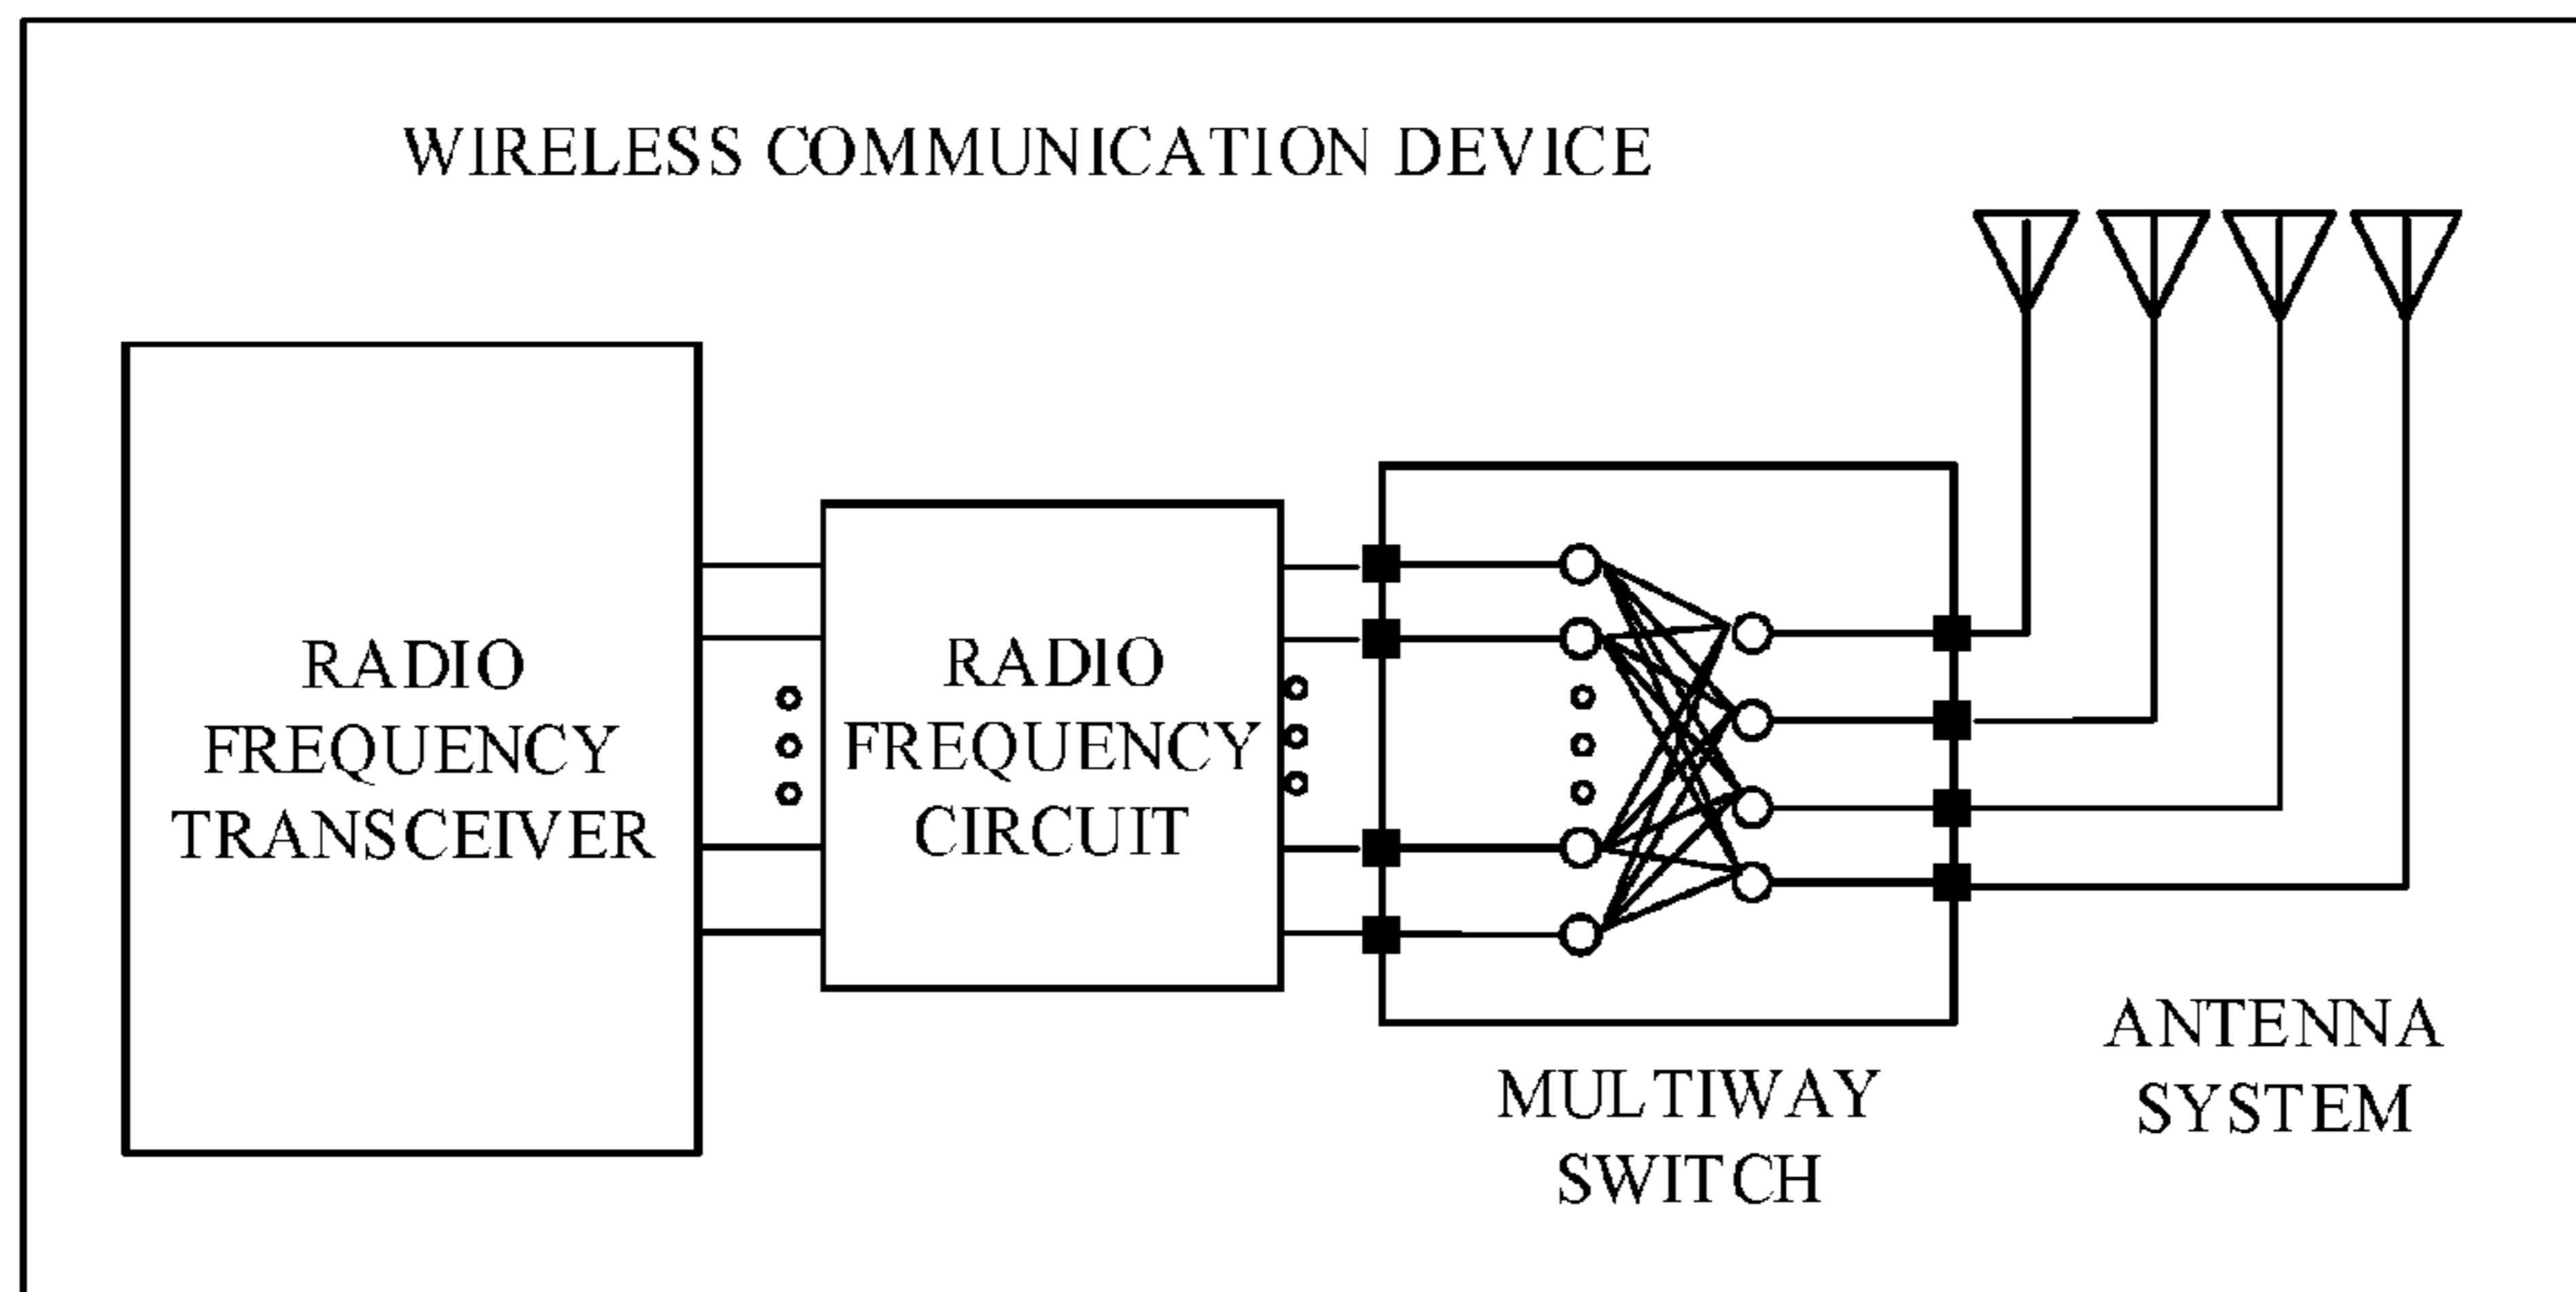 WIRELESS COMMUNICATION DEVICE
RADIO
FREQUENCY
TRANSCEIVER
RADIO
FREQUENCY
CIRCUIT
MULTIWAY
SWITCH
ANTENNA
SYSTEM